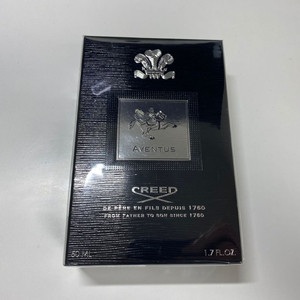 AVENTUS
CREED
DE PÈRE EN FILS DEPUIS 1760
FROM FATHER TO SON SINCE 1760
50 ML
1.7 FL.OZ.